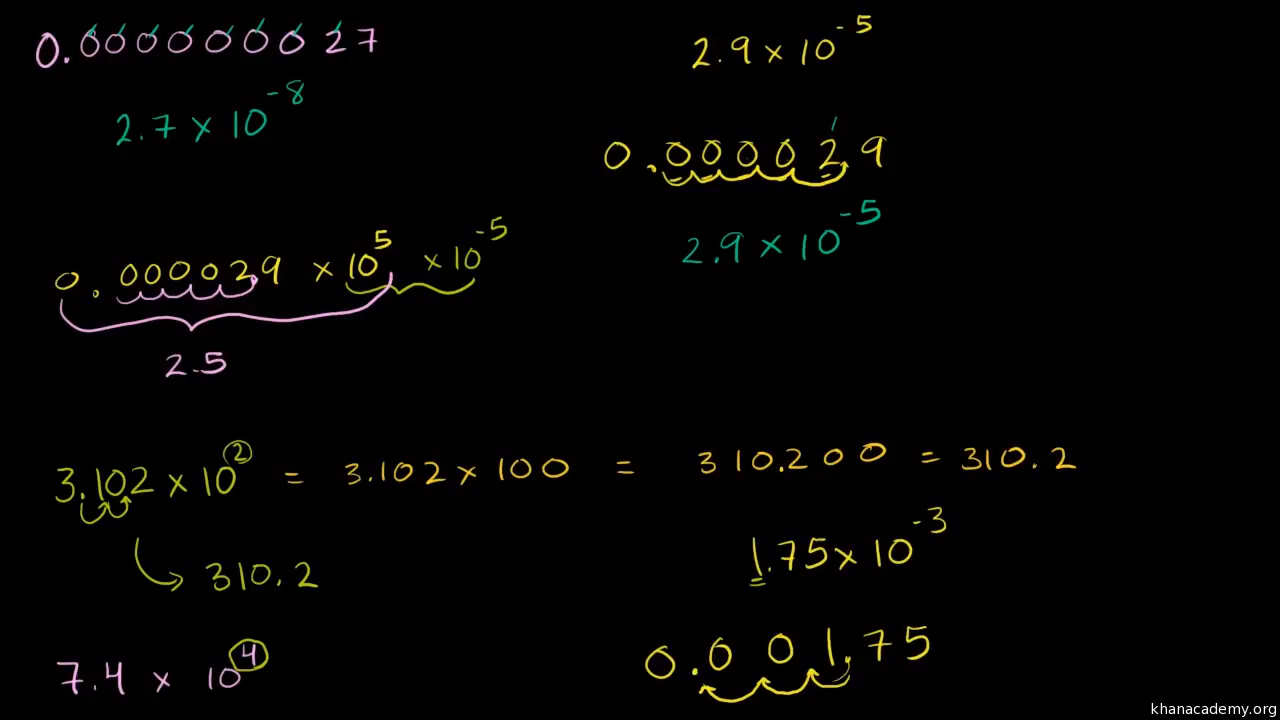 0.000000027
2.7 × 10⁻⁸
2.9 × 10⁻⁵
0.000029
2.9 × 10⁻⁵
0.000029 × 10⁵ × 10⁻⁵
2.5
3.102 × 10² = 3.102 × 100 = 310.200 = 310.2
310.2
1.75 × 10⁻³
0.001.75
7.4 × 10⁴
khanacademy.org